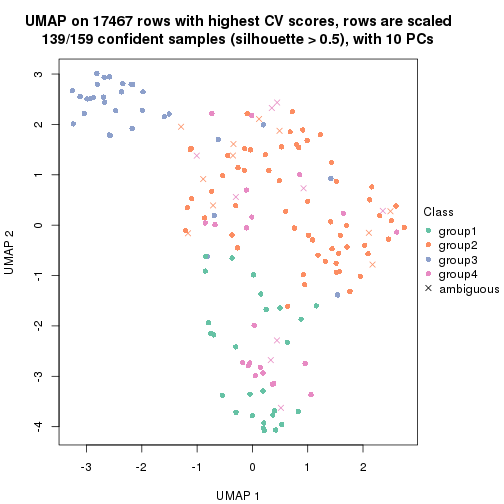 UMAP on 17467 rows with highest CV scores, rows are scaled
139/159 confident samples (silhouette > 0.5), with 10 PCs
3
2
1
0
-1
-2
-3
-4
UMAP 2
-3
-2
-1
0
1
2
UMAP 1
Class
group1
group2
group3
group4
ambiguous